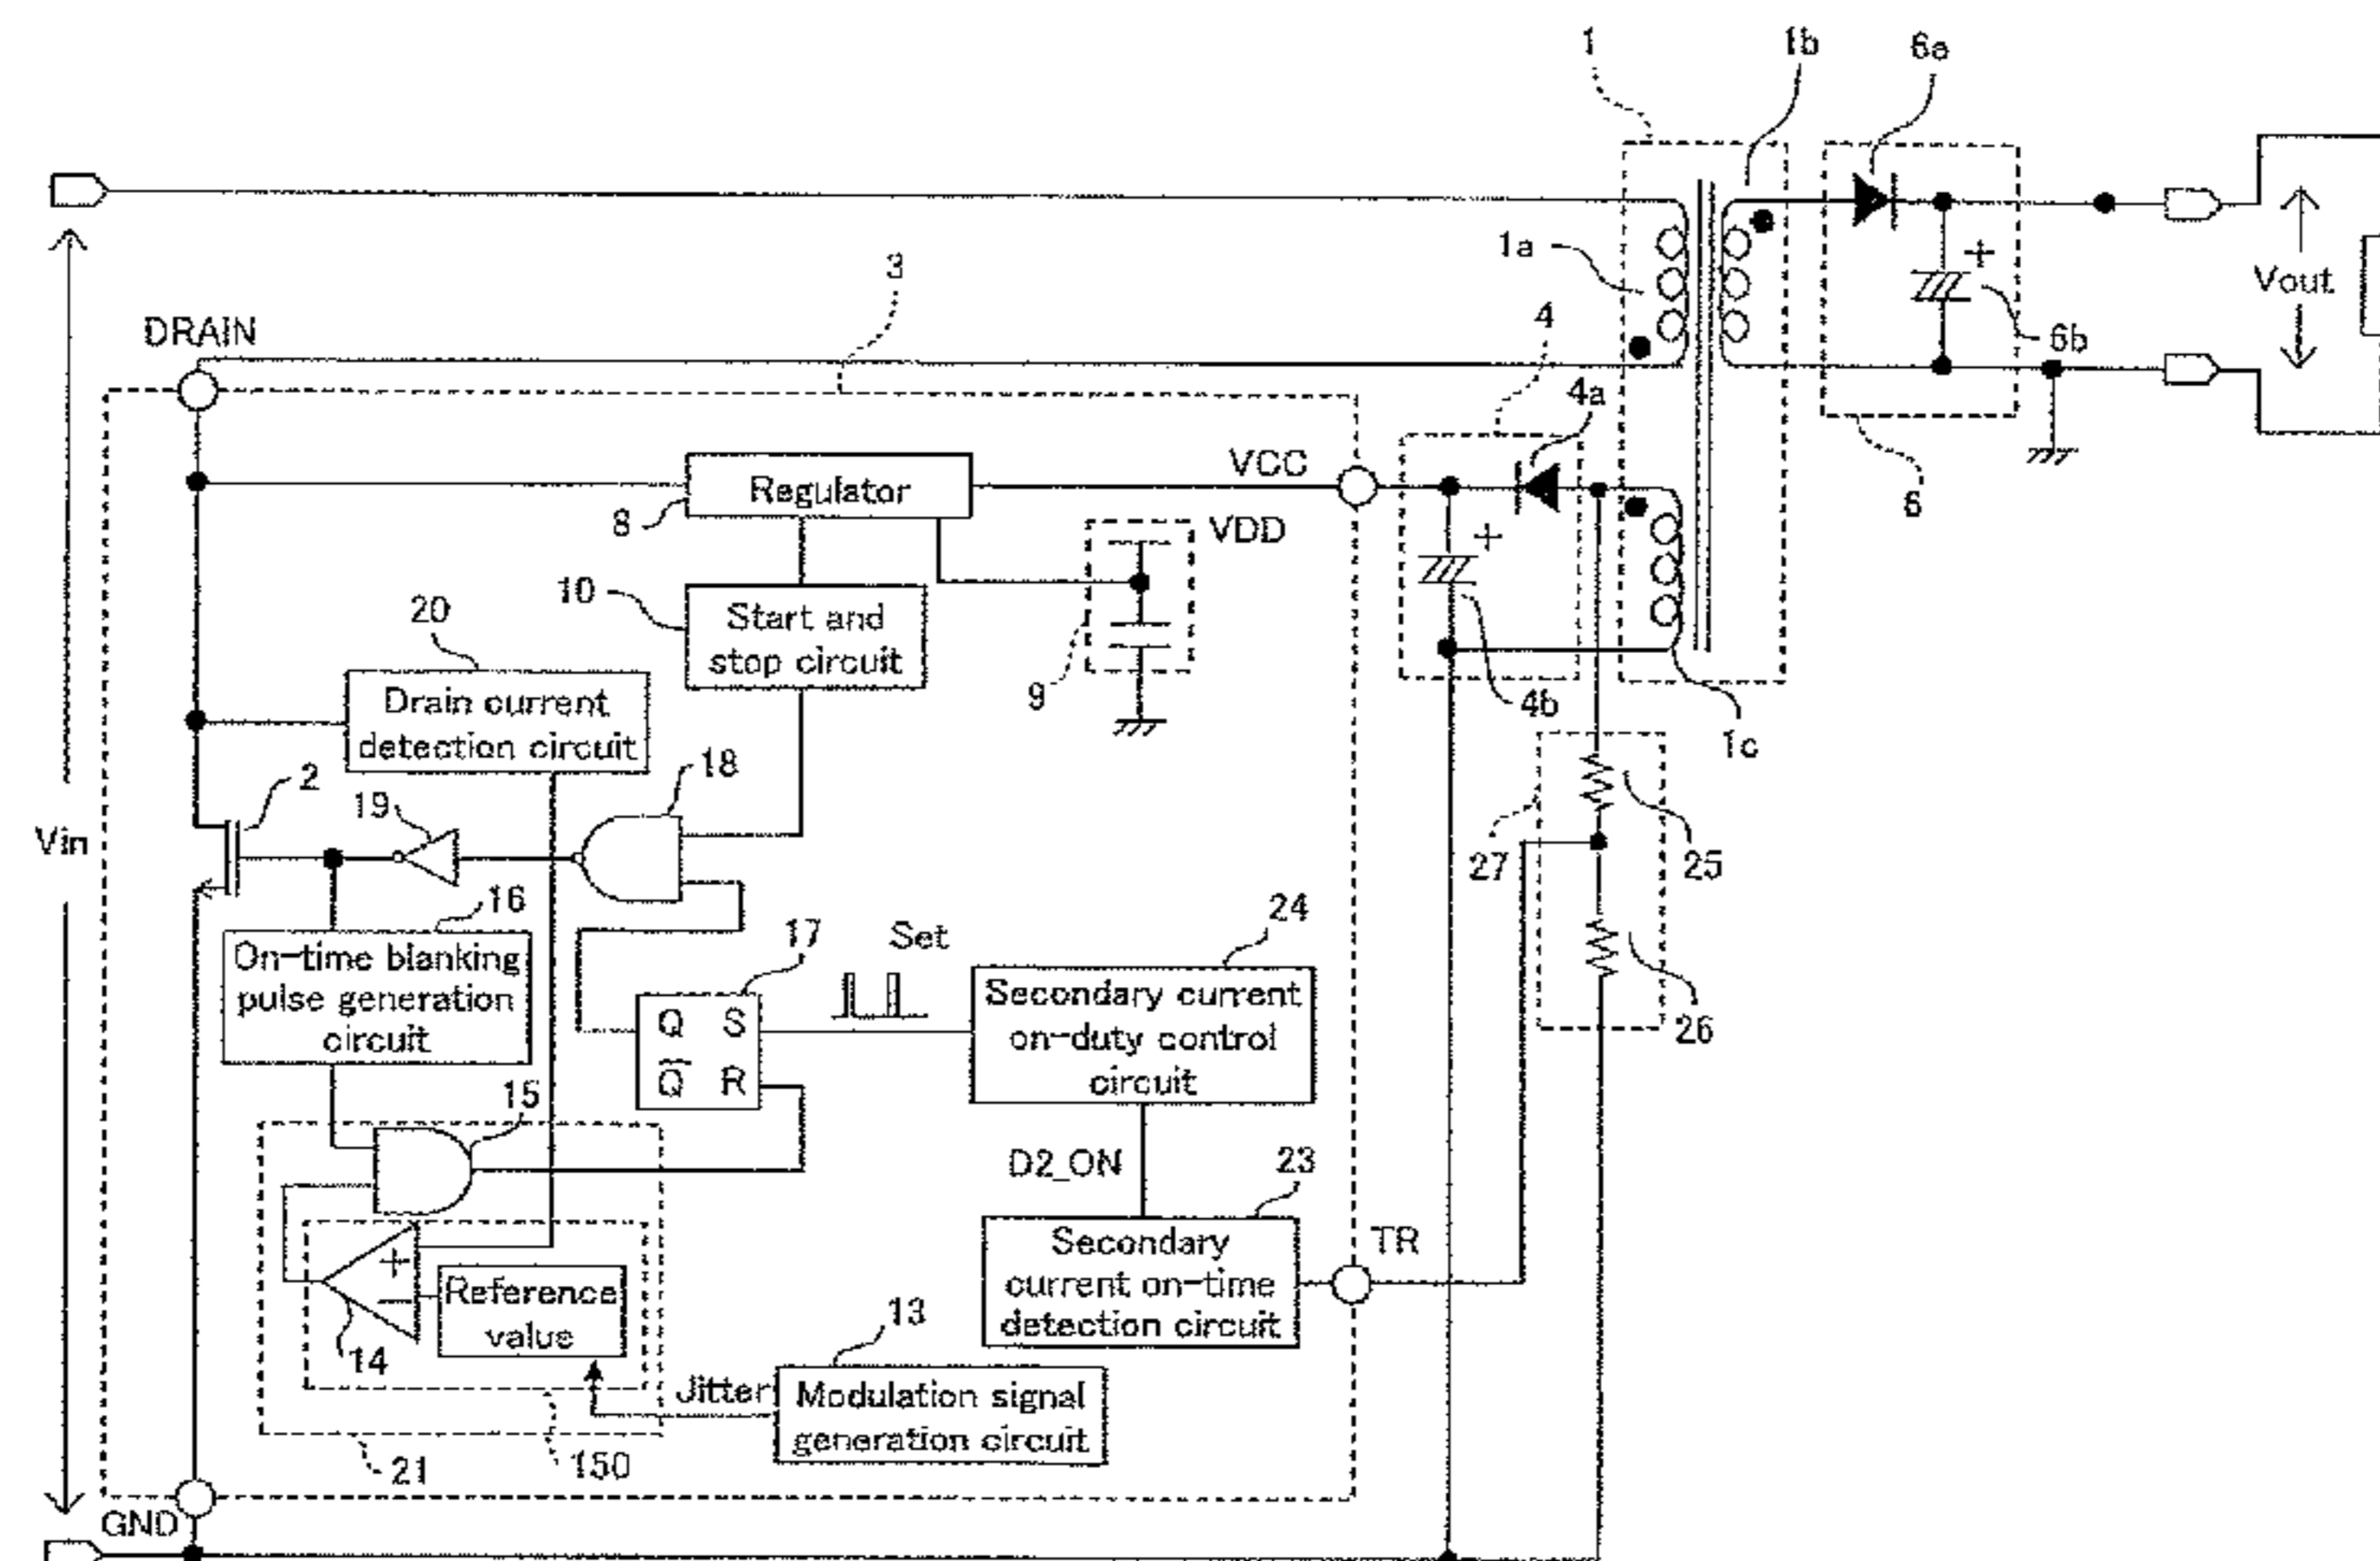 1
1b
6a
1a
3
DRAIN
4
4a
6b
Vout
6
VCC
Regulator
8
VDD
10
Start and
stop circuit
20
9
Drain current
detection circuit
4b
1c
18
2
19
Vin
27
25
16
24
On-time blanking
pulse generation
circuit
17
Set
Secondary current
on-duty control
circuit
26
Q S
Q R
15
D2_ON
23
TR
+
Secondary
current on-time
detection circuit
Reference
value
14
13
Jitter
Modulation signal
generation circuit
21
150
GND